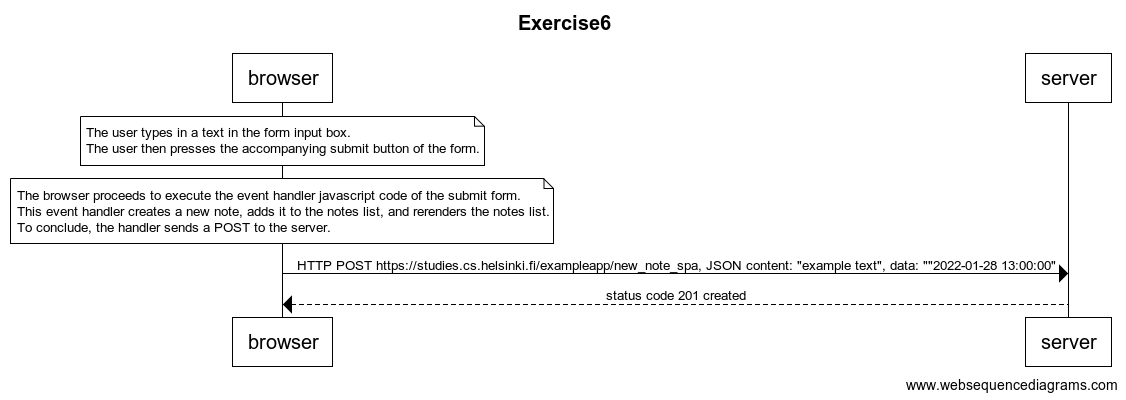 Exercise6
browser
server
The user types in a text in the form input box.
The user then presses the accompanying submit button of the form.
The browser proceeds to execute the event handler javascript code of the submit form.
This event handler creates a new note, adds it to the notes list, and rerenders the notes list.
To conclude, the handler sends a POST to the server.
HTTP POST https://studies.cs.helsinki.fi/exampleapp/new_note_spa, JSON content: "example text", data: ""2022-01-28 13:00:00"
status code 201 created
browser
server
www.websequencediagrams.com